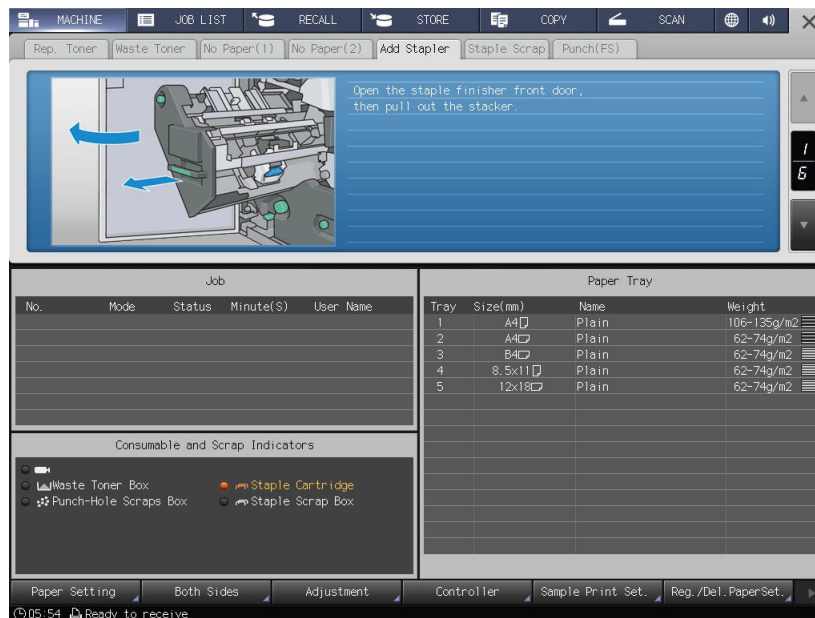 MACHINE JOB LIST RECALL STORE COPY SCAN
Rep. Toner Waste Toner No Paper(1) No Paper(2) Add Stapler Staple Scrap Punch(FS)
Open the staple finisher front door,
then pull out the stacker.
1
6
Job
No. Mode Status Minute(S) User Name
Paper Tray
Tray Size(mm) Name Weight
1 A4 Plain 106-135g/m2
2 A4 Plain 62-74g/m2
3 B4 Plain 62-74g/m2
4 8.5x11 Plain 62-74g/m2
5 12x18 Plain 62-74g/m2
Consumable and Scrap Indicators
Waste Toner Box Staple Cartridge
Punch-Hole Scraps Box Staple Scrap Box
Paper Setting Both Sides Adjustment Controller Sample Print Set. Reg./Del.PaperSet.
05:54 Ready to receive